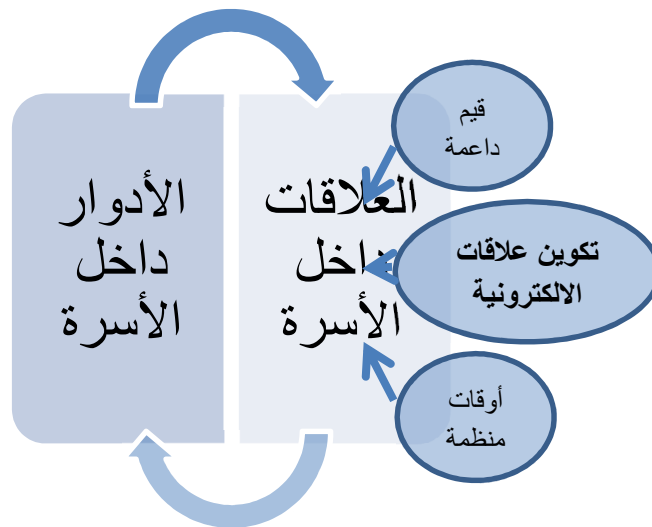 قيم
داعمة
العلاقات
داخل
الأسرة
الأدوار
داخل
الأسرة
تكوين علاقات
الالكترونية
أوقات
منظمة